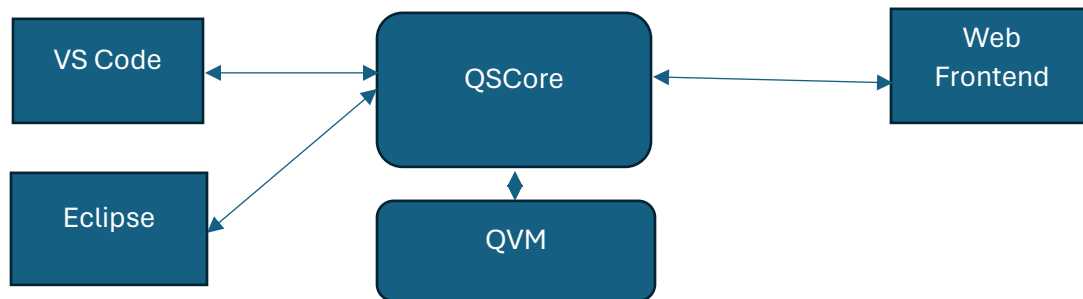 VS Code
QSCore
Web
Frontend
Eclipse
QVM